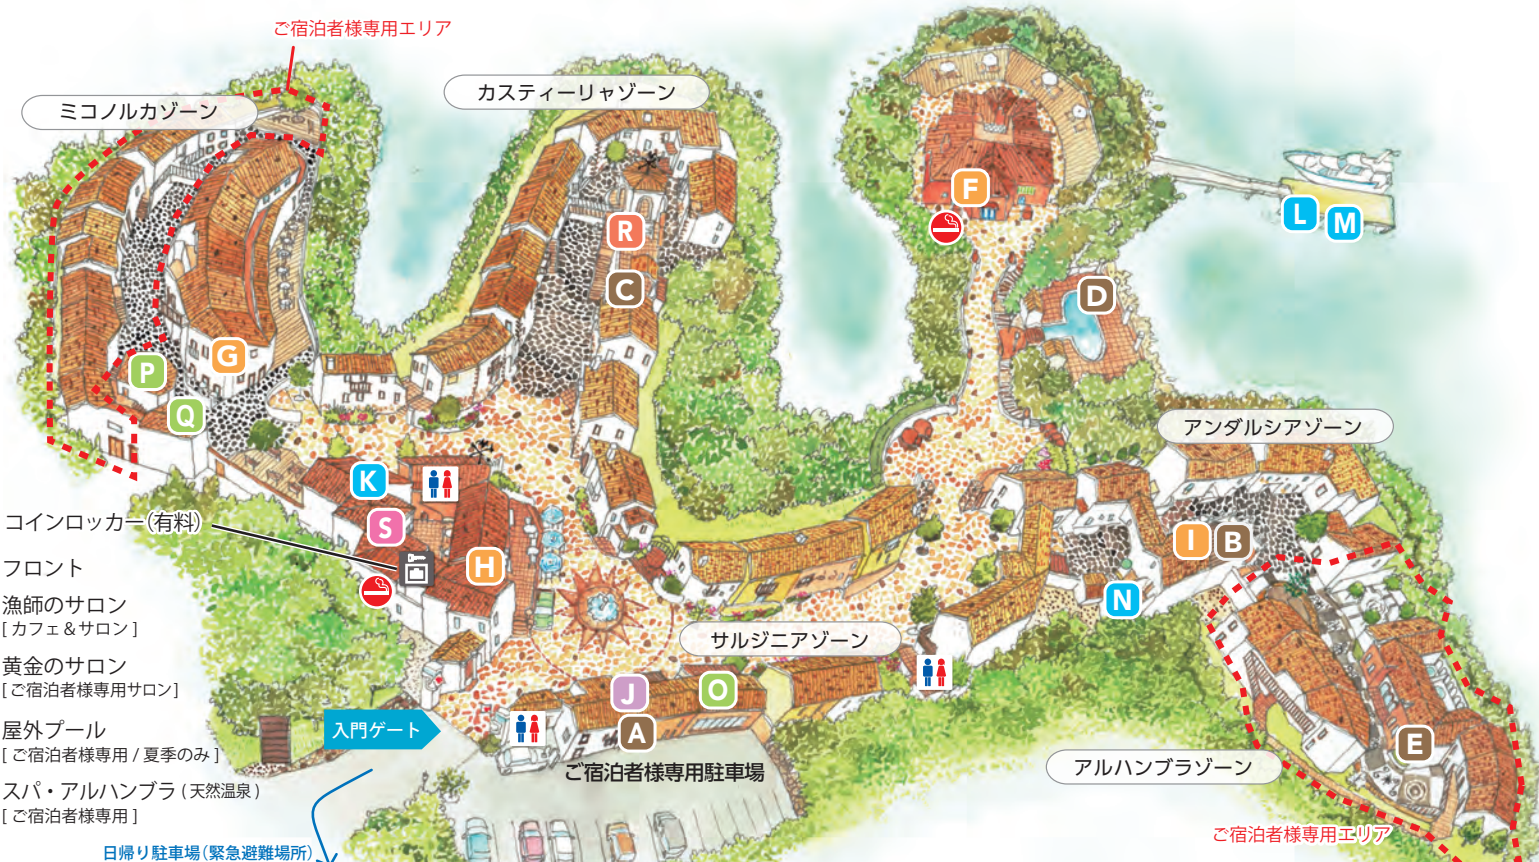 ご宿泊者様専用エリア
ミコノルカゾーン
カスティーリャゾーン
F
L
M
R
C
D
G
P
Q
アンダルシアゾーン
K
コインロッカー(有料)
S
I
B
H
フロント
N
漁師のサロン
[ カフェ&サロン ]
サルジニアゾーン
黄金のサロン
[ ご宿泊者様専用サロン]
J
O
屋外プール
[ ご宿泊者様専用 / 夏季のみ ]
入門ゲート
A
E
ご宿泊者様専用駐車場
アルハンブラゾーン
スパ・アルハンブラ ( 天然温泉 )
[ ご宿泊者様専用 ]
ご宿泊者様専用エリア
日帰り駐車場(緊急避難場所)